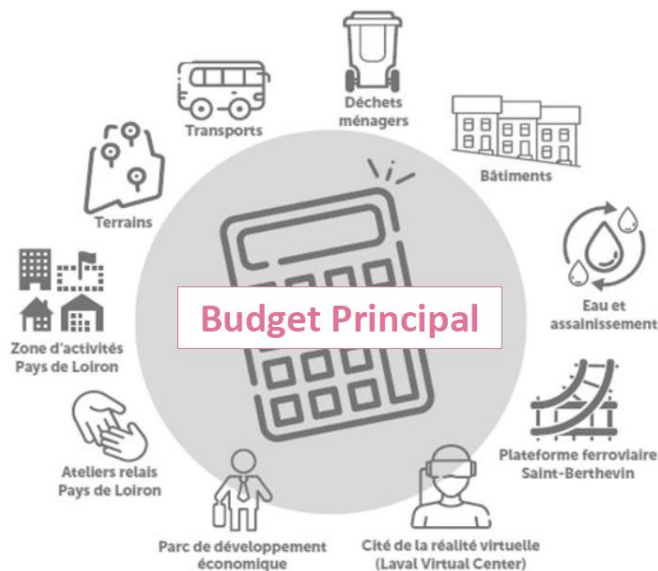 Déchets
ménagers
Transports
Bâtiments
Terrains
Eau et
assainissement
Budget Principal
Zone d'activités
Pays de Loiron
Plateforme ferroviaire
Saint-Berthevin
Ateliers relais
Pays de Loiron
Parc de développement
économique
Cité de la réalité virtuelle
(Laval Virtual Center)